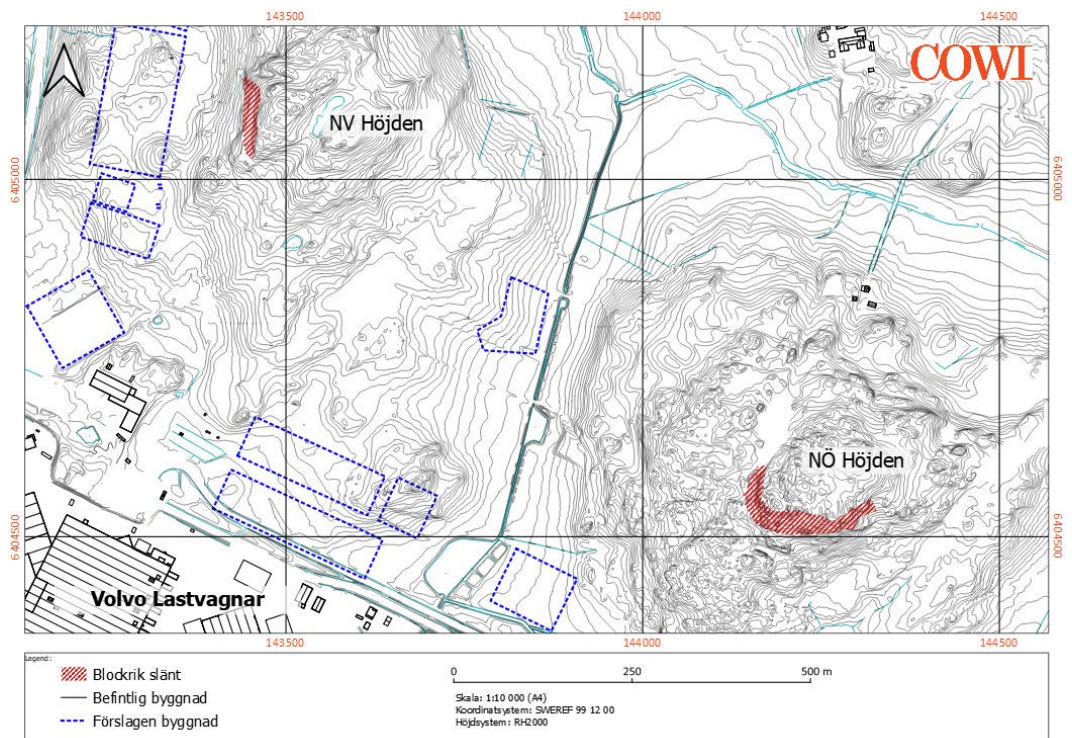 143500 144000 144500
COWI
NV Höjden
6405000 6405000
NÖ Höjden
6404500 6404500
Volvo Lastvagnar
143500 144000 144500
Legend:
Blockrik slänt
Befintlig byggnad
Förslagen byggnad
0 250 500 m
Skala: 1:10 000 (A4)
Koordinatsystem: SWEREF 99 12 00
Höjdsystem: RH2000